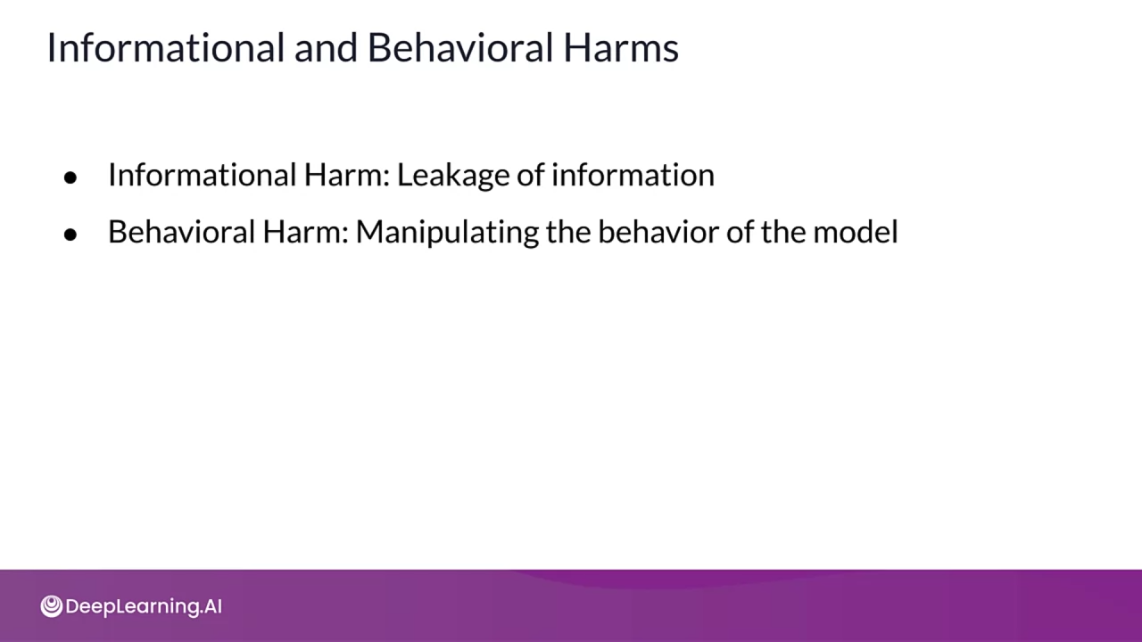 Informational and Behavioral Harms
● Informational Harm: Leakage of information
● Behavioral Harm: Manipulating the behavior of the model
DeepLearning.AI